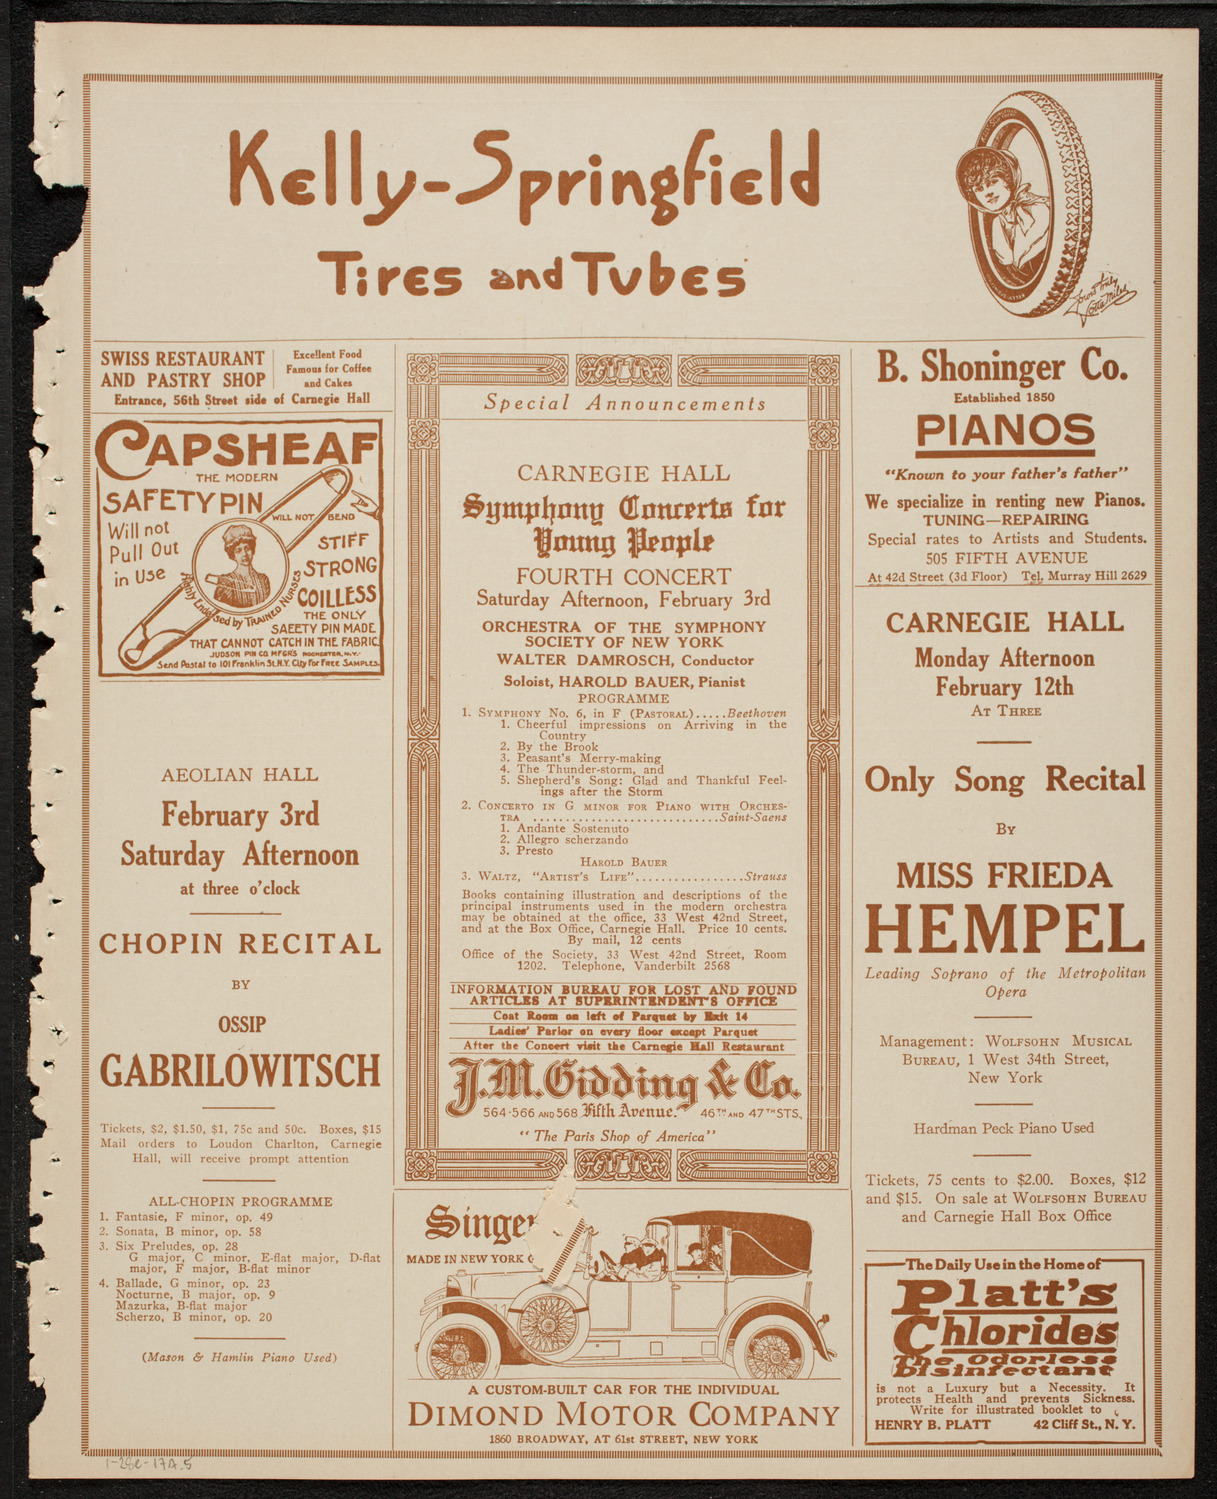 Kelly-Springfield
Tires and Tubes
Lotta Miles
SWISS RESTAURANT
AND PASTRY SHOP
Excellent Food
Famous for Coffee
and Cakes
Entrance, 56th Street side of Carnegie Hall
CAPSHEAF
THE MODERN
SAFETY PIN
WILL NOT BEND
Will not
Pull Out
in Use
STIFF
STRONG
COILLESS
Highly Endorsed by TRAINED NURSES
THE ONLY
SAFETY PIN MADE
THAT CANNOT CATCH IN THE FABRIC.
JUDSON PIN CO. MFGRS. ROCHESTER, N.Y.
Send Postal to 101 Franklin St. N.Y. City for FREE SAMPLES.
AEOLIAN HALL
February 3rd
Saturday Afternoon
at three o'clock
CHOPIN RECITAL
BY
OSSIP
GABRILOWITSCH
Tickets, $2, $1.50, $1, 75c and 50c. Boxes, $15
Mail orders to Loudon Charlton, Carnegie
Hall, will receive prompt attention
ALL-CHOPIN PROGRAMME
1. Fantasie, F minor, op. 49
2. Sonata, B minor, op. 58
3. Six Preludes, op. 28
G major, C minor, E-flat major, D-flat
major, F major, B-flat minor
4. Ballade, G minor, op. 23
Nocturne, B major, op. 9
Mazurka, B-flat major
Scherzo, B minor, op. 20
(Mason & Hamlin Piano Used)
Special Announcements
CARNEGIE HALL
Symphony Concerts for
Young People
FOURTH CONCERT
Saturday Afternoon, February 3rd
ORCHESTRA OF THE SYMPHONY
SOCIETY OF NEW YORK
WALTER DAMROSCH, Conductor
Soloist, HAROLD BAUER, Pianist
PROGRAMME
1. SYMPHONY NO. 6, in F (PASTORAL).....Beethoven
1. Cheerful impressions on Arriving in the
Country
2. By the Brook
3. Peasant's Merry-making
4. The Thunder-storm, and
5. Shepherd's Song: Glad and Thankful Feel-
ings after the Storm
2. CONCERTO IN G MINOR FOR PIANO WITH ORCHES-
TRA ...........................Saint-Saens
1. Andante Sostenuto
2. Allegro scherzando
3. Presto
HAROLD BAUER
3. WALTZ, "ARTIST'S LIFE".................Strauss
Books containing illustration and descriptions of the
principal instruments used in the modern orchestra
may be obtained at the office, 33 West 42nd Street,
and at the Box Office, Carnegie Hall. Price 10 cents.
By mail, 12 cents
Office of the Society, 33 West 42nd Street, Room
1202. Telephone, Vanderbilt 2568
INFORMATION BUREAU FOR LOST AND FOUND
ARTICLES AT SUPERINTENDENT'S OFFICE
Coat Room on left of Parquet by Exit 14
Ladies' Parlor on every floor except Parquet
After the Concert visit the Carnegie Hall Restaurant
J.M. Gidding & Co.
564-566 AND 568 Fifth Avenue. 46TH AND 47TH STS.
"The Paris Shop of America"
Singe
MADE IN NEW YORK C
A CUSTOM-BUILT CAR FOR THE INDIVIDUAL
DIMOND MOTOR COMPANY
1860 BROADWAY, AT 61st STREET, NEW YORK
B. Shoninger Co.
Established 1850
PIANOS
"Known to your father's father"
We specialize in renting new Pianos.
TUNING—REPAIRING
Special rates to Artists and Students.
505 FIFTH AVENUE
At 42d Street (3d Floor) Tel. Murray Hill 2629
CARNEGIE HALL
Monday Afternoon
February 12th
AT THREE
Only Song Recital
BY
MISS FRIEDA
HEMPEL
Leading Soprano of the Metropolitan
Opera
Management: WOLFSOHN MUSICAL
BUREAU, 1 West 34th Street,
New York
Hardman Peck Piano Used
Tickets, 75 cents to $2.00. Boxes, $12
and $15. On sale at WOLFSOHN BUREAU
and Carnegie Hall Box Office
The Daily Use in the Home of
Platt's
Chlorides
The Odorless
Disinfectant
is not a Luxury but a Necessity. It
protects Health and prevents Sickness.
Write for illustrated booklet to
HENRY B. PLATT 42 Cliff St., N. Y.
1-28e-17A.5